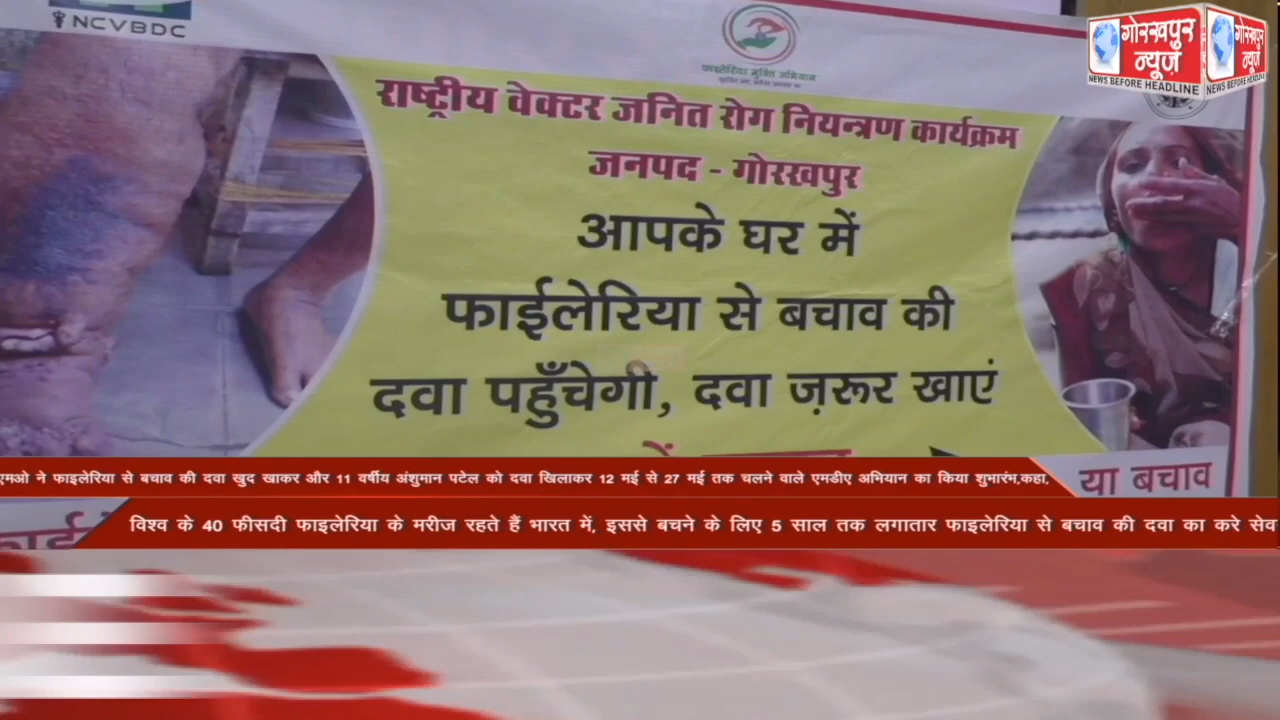 NCVBDC
फाइलेरिया मुक्ति अभियान
गोरखपुर
न्यूज़
NEWS BEFORE HEADLINE
गोरखपुर
न्यूज़
NEWS BEFORE HEADLINE
राष्ट्रीय वेक्टर जनित रोग नियन्त्रण कार्यक्रम
जनपद - गोरखपुर
आपके घर में
फाईलेरिया से बचाव की
दवा पहुँचेगी, दवा ज़रूर खाएं
या बचाव
एमओ ने फाइलेरिया से बचाव की दवा खुद खाकर और 11 वर्षीय अंशुमान पटेल को दवा खिलाकर 12 मई से 27 मई तक चलने वाले एमडीए अभियान का किया शुभारंभ,कहा,
विश्व के 40 फीसदी फाइलेरिया के मरीज रहते हैं भारत में, इससे बचने के लिए 5 साल तक लगातार फाइलेरिया से बचाव की दवा का करे सेव